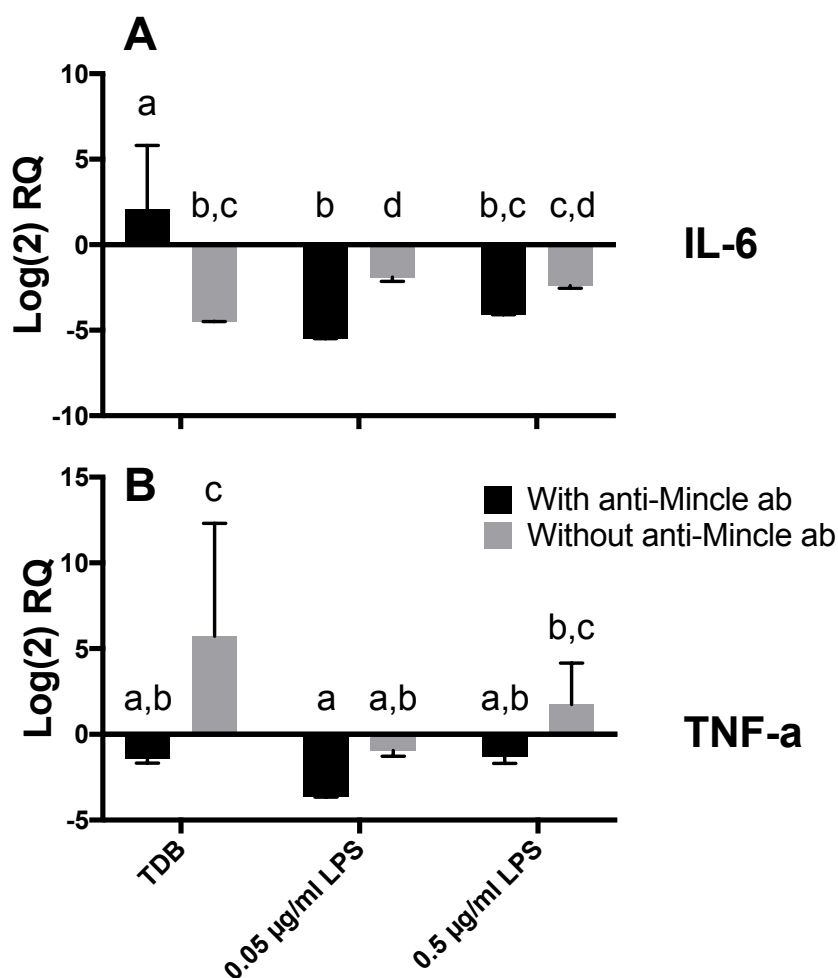 A
10
a
5
b,c
b
d
b,c
c,d
0
-5
-10
Log(2) RQ
IL-6
B
15
c
With anti-Mincle ab
Without anti-Mincle ab
10
5
b,c
a,b
a
a,b
a,b
0
-5
Log(2) RQ
TNF-a
TDB
0.05 µg/ml LPS
0.5 µg/ml LPS